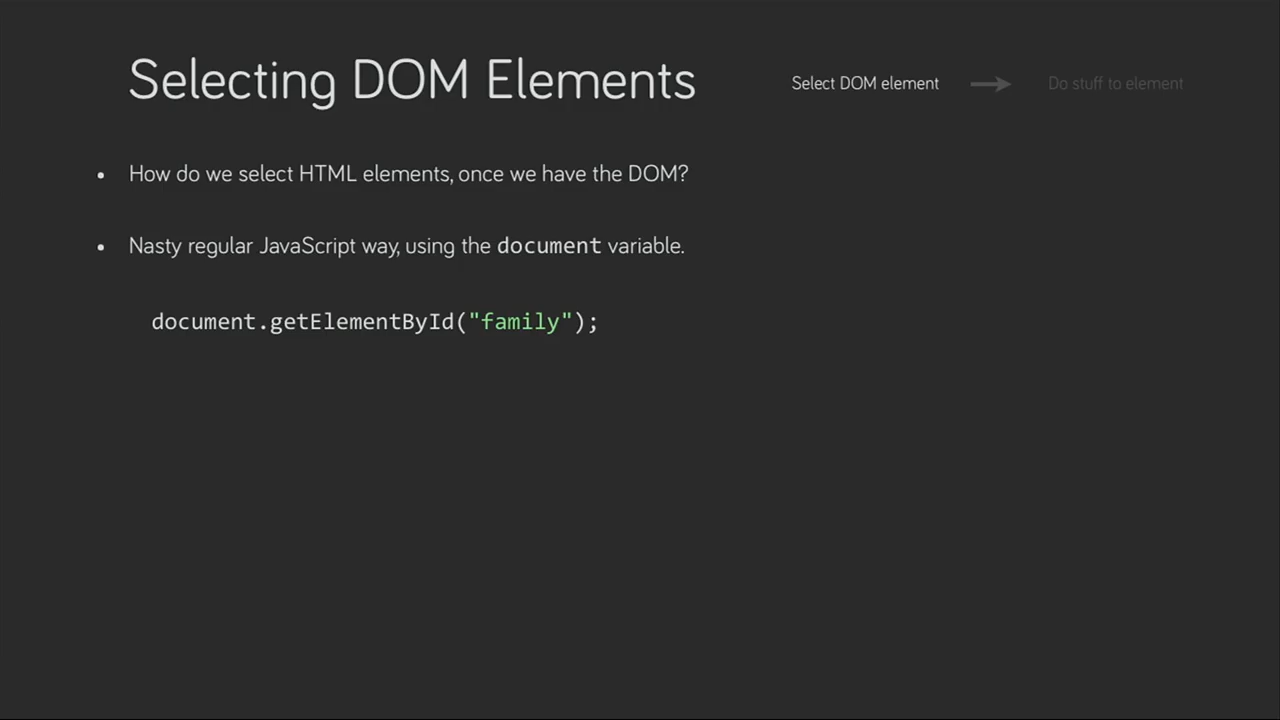 Selecting DOM Elements
Select DOM element
Do stuff to element
• How do we select HTML elements, once we have the DOM?
• Nasty regular JavaScript way, using the document variable.
document.getElementById("family");